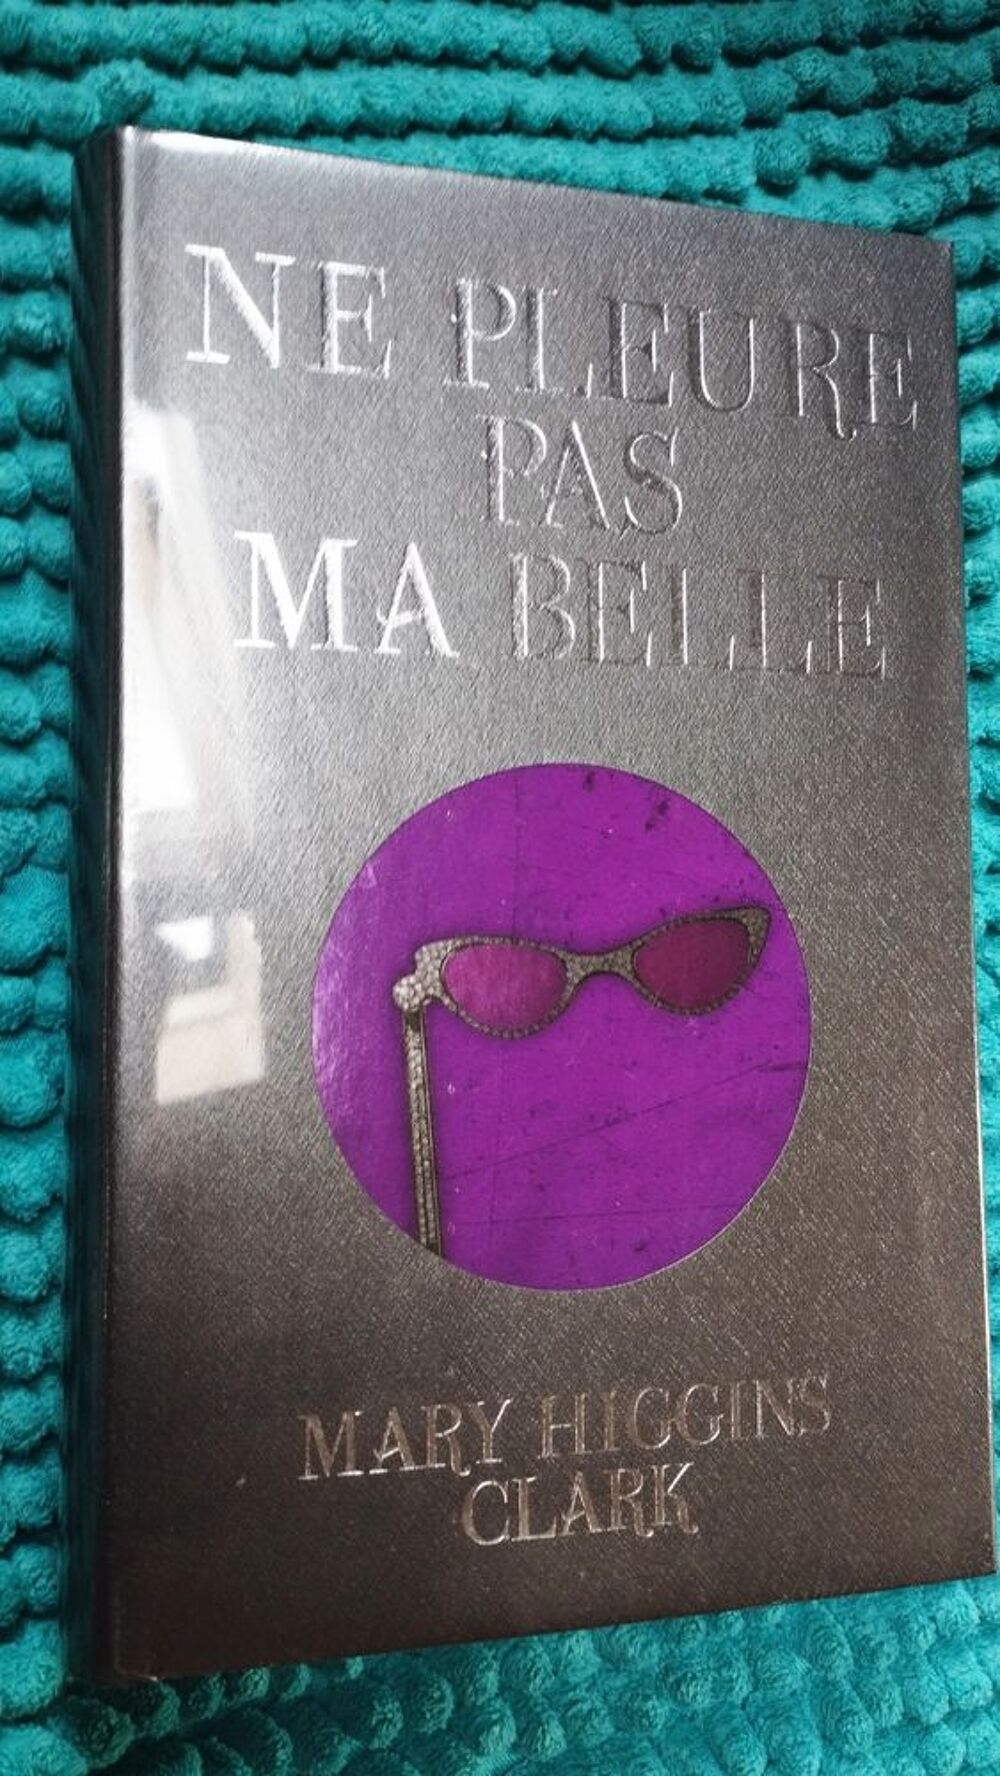 NE PLEURE
PAS
MA BELLE
MARY HIGGINS
CLARK